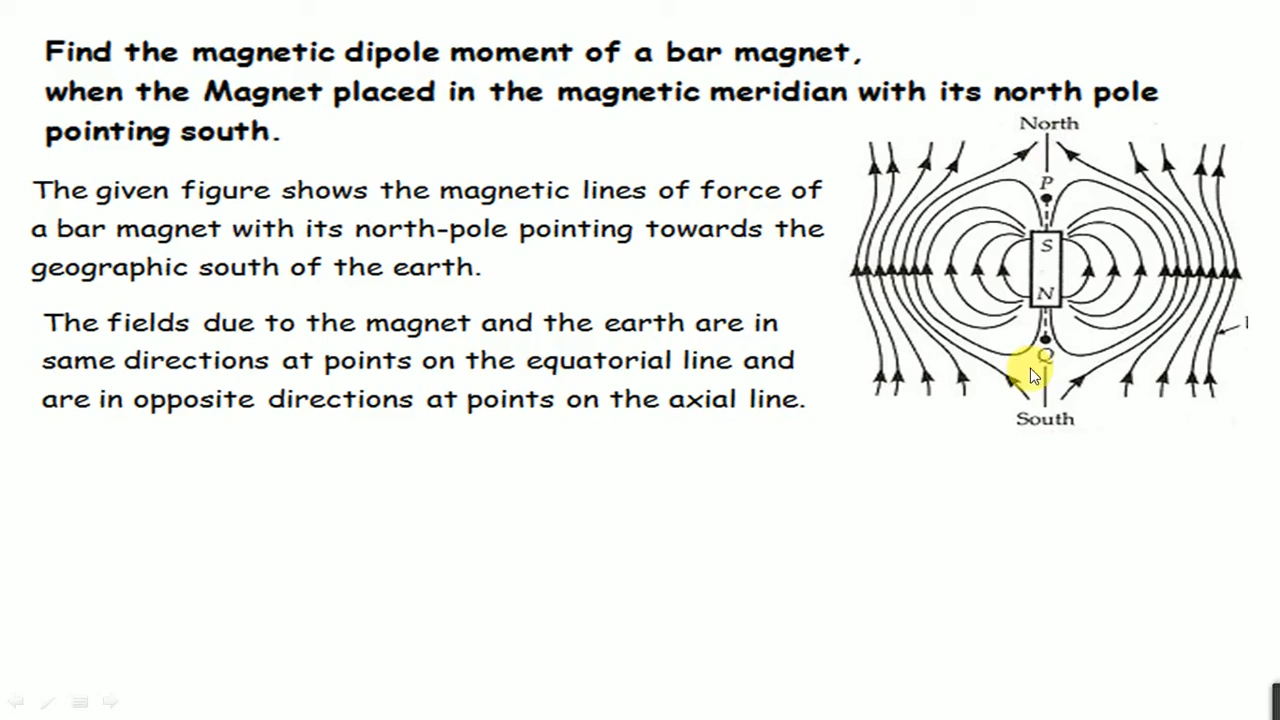 Find the magnetic dipole moment of a bar magnet,
when the Magnet placed in the magnetic meridian with its north pole
pointing south.
The given figure shows the magnetic lines of force of
a bar magnet with its north-pole pointing towards the
geographic south of the earth.
The fields due to the magnet and the earth are in
same directions at points on the equatorial line and
are in opposite directions at points on the axial line.
North
P
S
N
Q
South